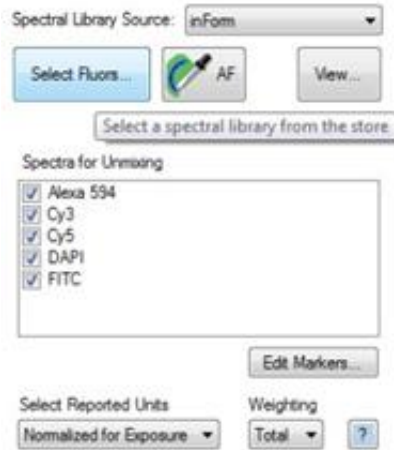 Spectral Library Source: inForm
Select Fluors... AF View...
Select a spectral library from the store
Spectra for Unmixing
Alexa 594
Cy3
Cy5
DAPI
FITC
Edit Markers...
Select Reported Units Weighting
Normalized for Exposure Total ?